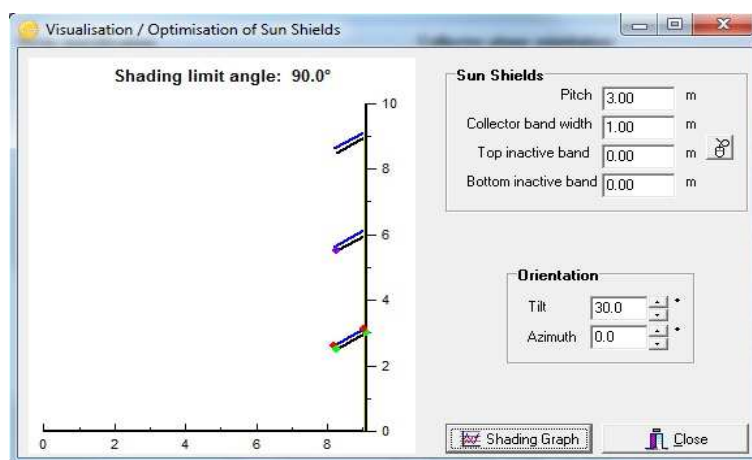 Visualisation / Optimisation of Sun Shields
Shading limit angle: 90.0°
10
8
6
4
2
0
0 2 4 6 8
Sun Shields
Pitch 3.00 m
Collector band width 1.00 m
Top inactive band 0.00 m
Bottom inactive band 0.00 m
Orientation
Tilt 30.0 °
Azimuth 0.0 °
Shading Graph
Close